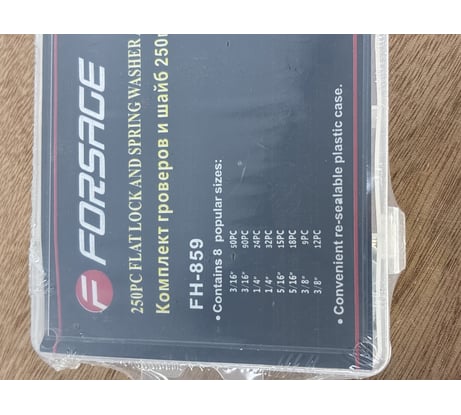 FORSAGE
250PC FLAT LOCK AND SPRING WASHER
Комплект гроверов и шайб 250
FH-859
• Contains 8 popular sizes:
3/16" -50PC
3/16" 90PC
1/4" 24PC
1/4" 32PC
5/16" 15PC
5/16" 18PC
3/8" 9PC
3/8" 12PC
• Convenient re-sealable plastic case.